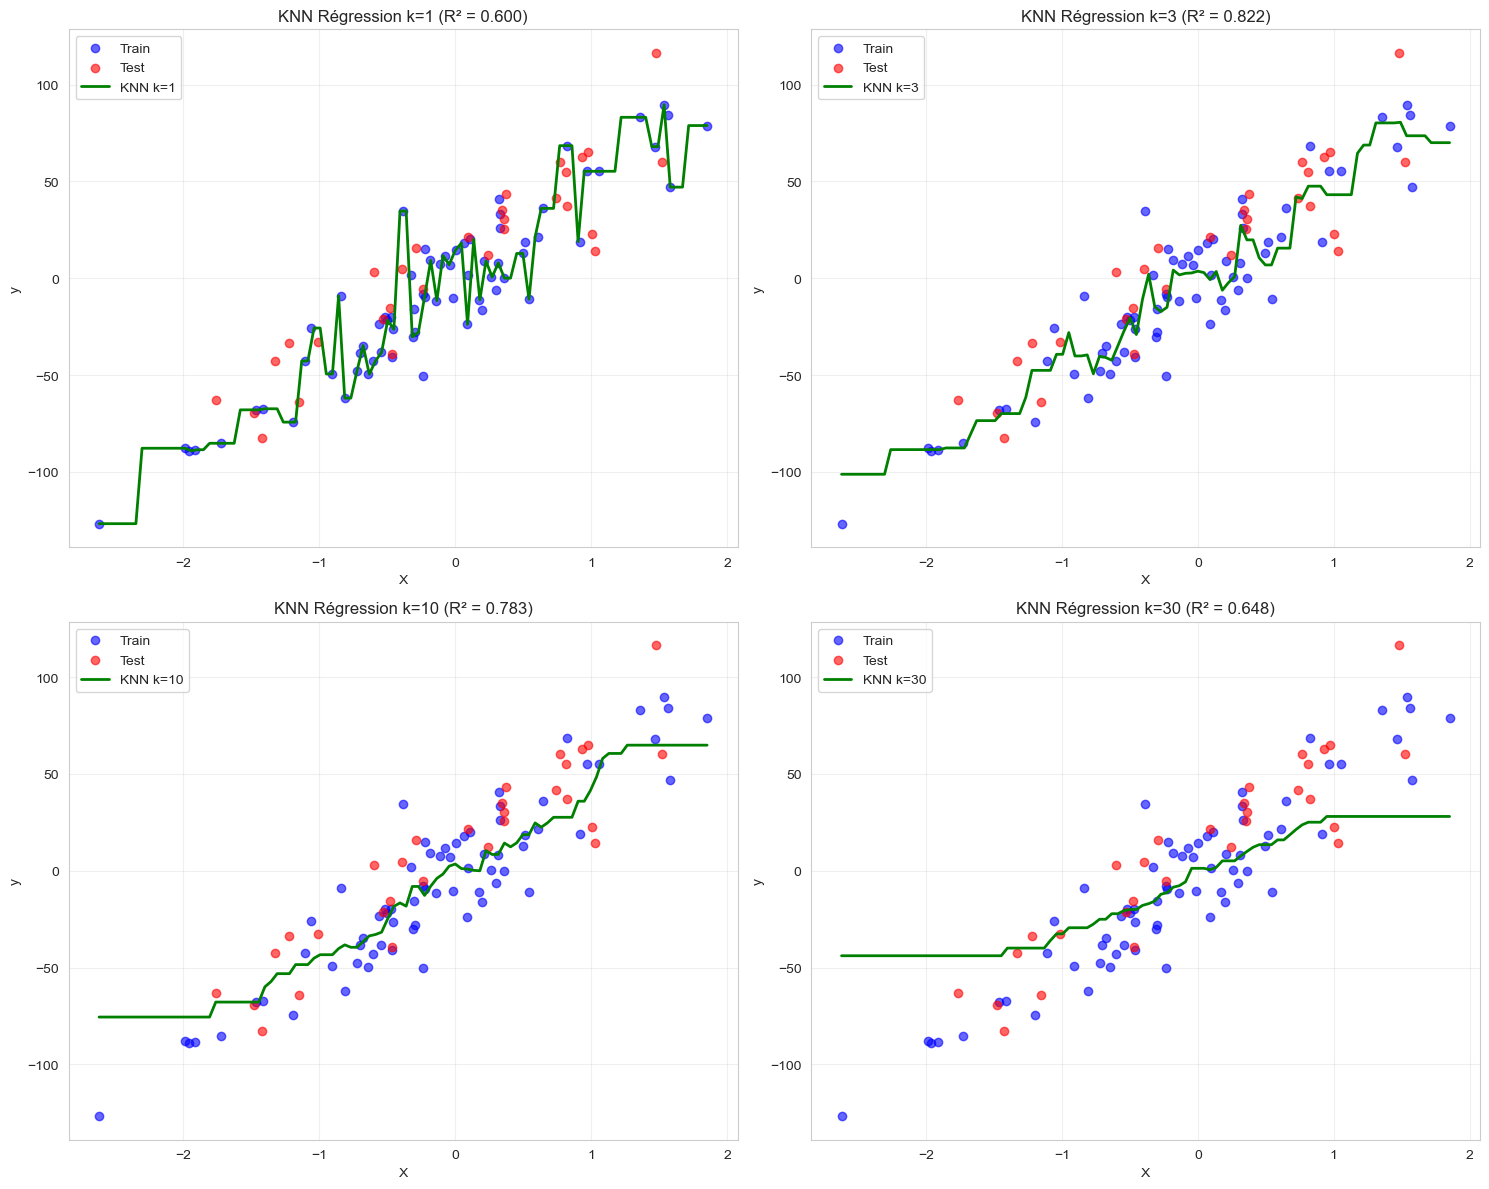 KNN Régression k=1 (R² = 0.600)
Train
Test
KNN k=1
100
50
0
−50
−100
y
−2
−1
0
1
2
X
KNN Régression k=3 (R² = 0.822)
Train
Test
KNN k=3
100
50
0
−50
−100
y
−2
−1
0
1
2
X
KNN Régression k=10 (R² = 0.783)
Train
Test
KNN k=10
100
50
0
−50
−100
y
−2
−1
0
1
2
X
KNN Régression k=30 (R² = 0.648)
Train
Test
KNN k=30
100
50
0
−50
−100
y
−2
−1
0
1
2
X